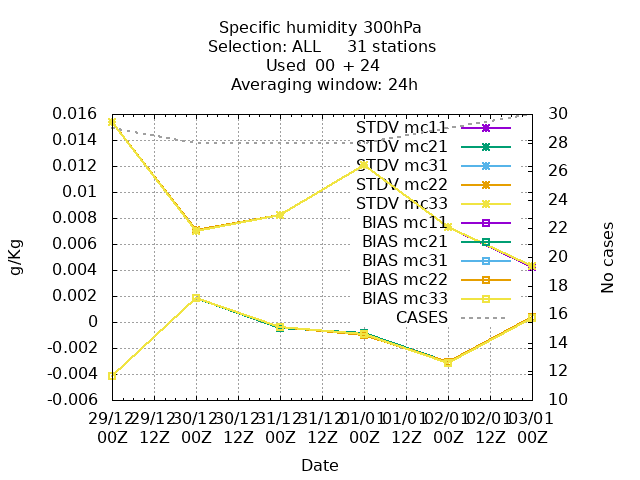 Specific humidity 300hPa
Selection: ALL     31 stations
Used  00  + 24
Averaging window: 24h
0.016
0.014
0.012
0.01
0.008
0.006
0.004
0.002
0
-0.002
-0.004
-0.006
g/Kg
30
28
26
24
22
20
18
16
14
12
10
No cases
STDV mc11
STDV mc21
STDV mc31
STDV mc22
STDV mc33
BIAS mc11
BIAS mc21
BIAS mc31
BIAS mc22
BIAS mc33
CASES
29/12 29/12 30/12 30/12 31/12 31/12 01/01 01/01 02/01 02/01 03/01
00Z 12Z 00Z 12Z 00Z 12Z 00Z 12Z 00Z 12Z 00Z
Date